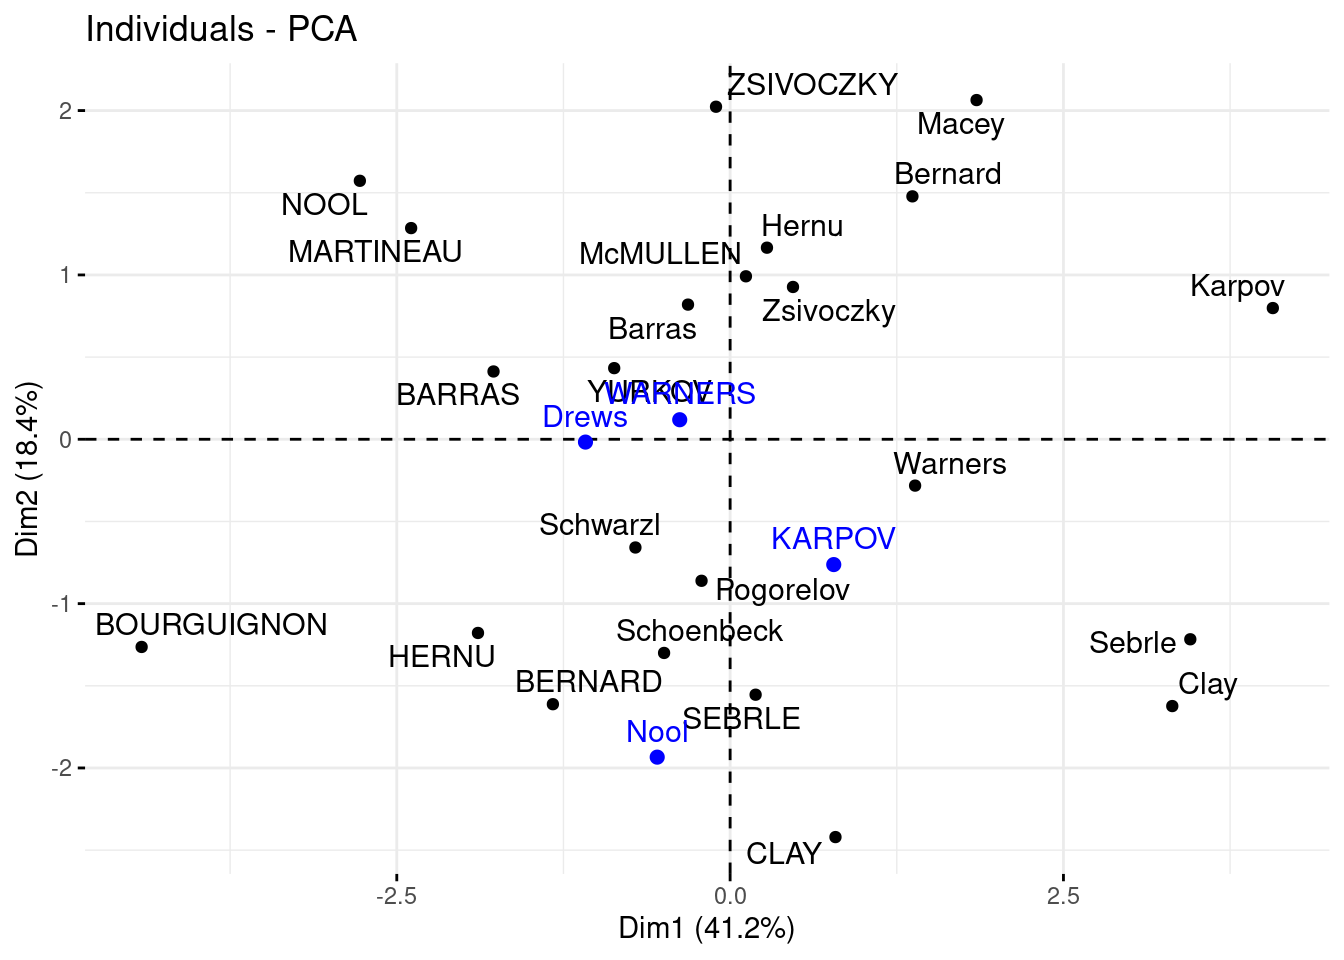 Individuals - PCA
ZSIVOCZKY
Macey
Bernard
NOOL
Hernu
MARTINEAU
McMULLEN
Karpov
Zsivoczky
Barras
BARRAS
YURKOV
WARNERS
Drews
Warners
Schwarzl
KARPOV
Pogorelov
BOURGUIGNON
Schoenbeck
Sebrle
HERNU
BERNARD
Clay
SEBRLE
Nool
CLAY
2
1
0
-1
-2
-2.5
0.0
2.5
Dim1 (41.2%)
Dim2 (18.4%)